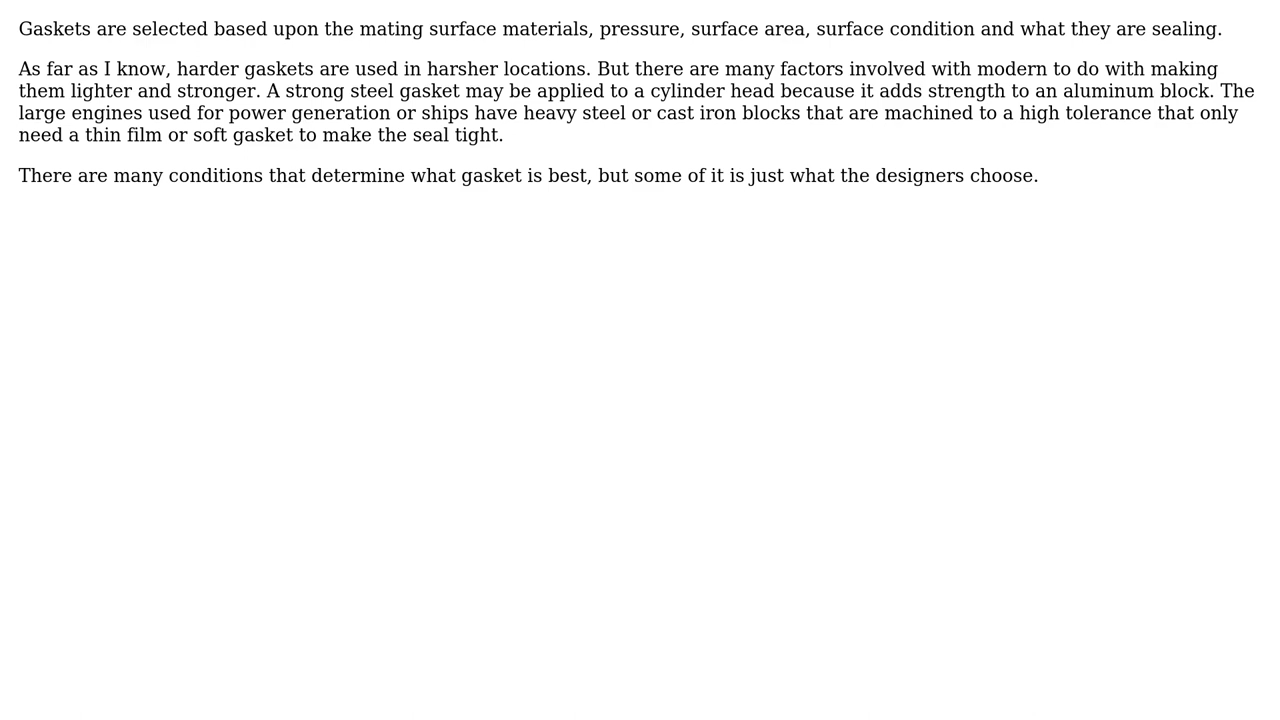 Gaskets are selected based upon the mating surface materials, pressure, surface area, surface condition and what they are sealing.
As far as I know, harder gaskets are used in harsher locations. But there are many factors involved with modern to do with making
them lighter and stronger. A strong steel gasket may be applied to a cylinder head because it adds strength to an aluminum block. The
large engines used for power generation or ships have heavy steel or cast iron blocks that are machined to a high tolerance that only
need a thin film or soft gasket to make the seal tight.
There are many conditions that determine what gasket is best, but some of it is just what the designers choose.